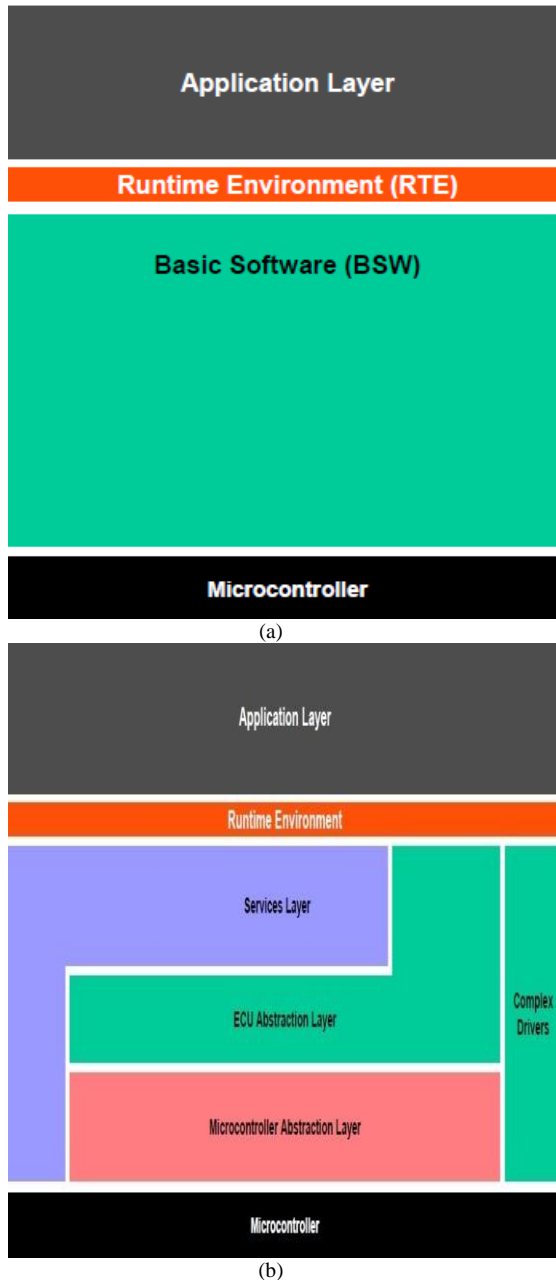 Application Layer
Runtime Environment (RTE)
Basic Software (BSW)
Microcontroller
(a)
Application Layer
Runtime Environment
Services Layer
ECU Abstraction Layer
Complex
Drivers
Microcontroller Abstraction Layer
Microcontroller
(b)